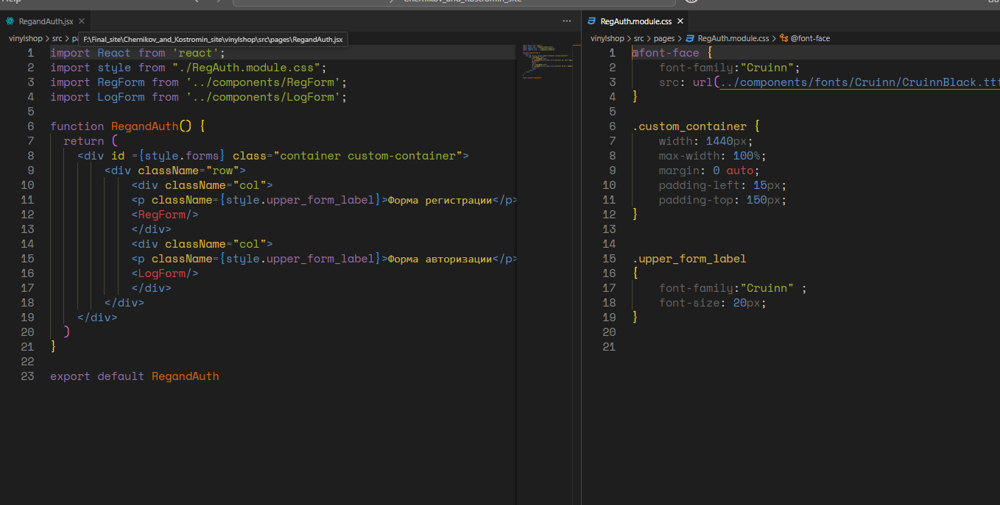 Chernikov_and_Kostromin_site
RegandAuth.jsx
RegAuth.module.css
vinylshop > src > pa
F:\Final_site\Chernikov_and_Kostromin_site\vinylshop\src\pages\RegandAuth.jsx
vinylshop > src > pages > RegAuth.module.css > @font-face
1 import React from 'react';
2 import style from "./RegAuth.module.css";
3 import RegForm from '../components/RegForm';
4 import LogForm from '../components/LogForm';
5
6 function RegandAuth() {
7 return (
8 <div id ={style.forms} class="container custom-container">
9 <div className="row">
10 <div className="col">
11 <p className={style.upper_form_label}>Форма регистрации</p>
12 <RegForm/>
13 </div>
14 <div className="col">
15 <p className={style.upper_form_label}>Форма авторизации</p>
16 <LogForm/>
17 </div>
18 </div>
19 </div>
20 )
21 }
22
23 export default RegandAuth
1 @font-face {
2 font-family:"Cruinn";
3 src: url(../components/fonts/Cruinn/CruinnBlack.ttf
4 }
5
6 .custom_container {
7 width: 1440px;
8 max-width: 100%;
9 margin: 0 auto;
10 padding-left: 15px;
11 padding-top: 150px;
12 }
13
14
15 .upper_form_label
16 {
17 font-family:"Cruinn" ;
18 font-size: 20px;
19 }
20
21